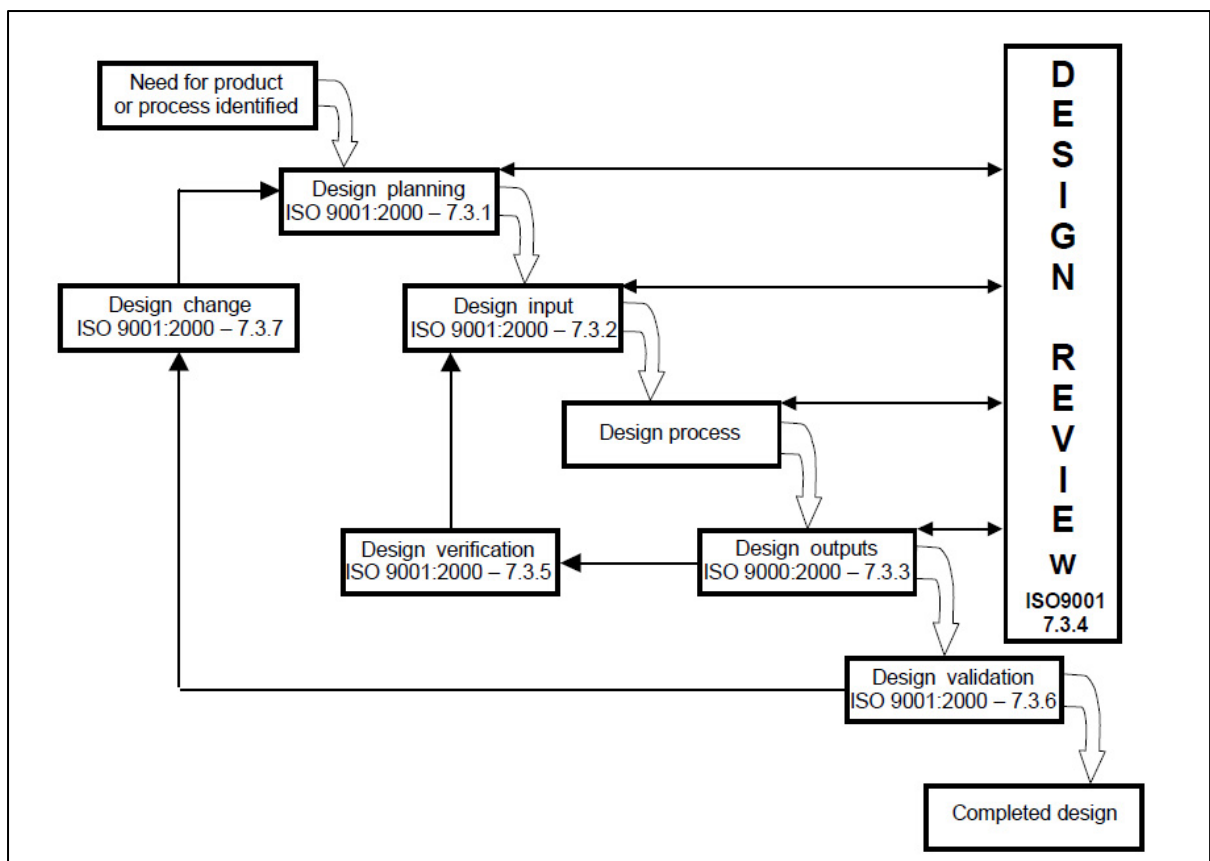 Need for product
or process identified
Design planning
ISO 9001:2000 – 7.3.1
Design change
ISO 9001:2000 – 7.3.7
Design input
ISO 9001:2000 – 7.3.2
Design process
Design verification
ISO 9001:2000 – 7.3.5
Design outputs
ISO 9000:2000 – 7.3.3
Design validation
ISO 9001:2000 – 7.3.6
Completed design
D
E
S
I
G
N
R
E
V
I
E
W
ISO9001
7.3.4